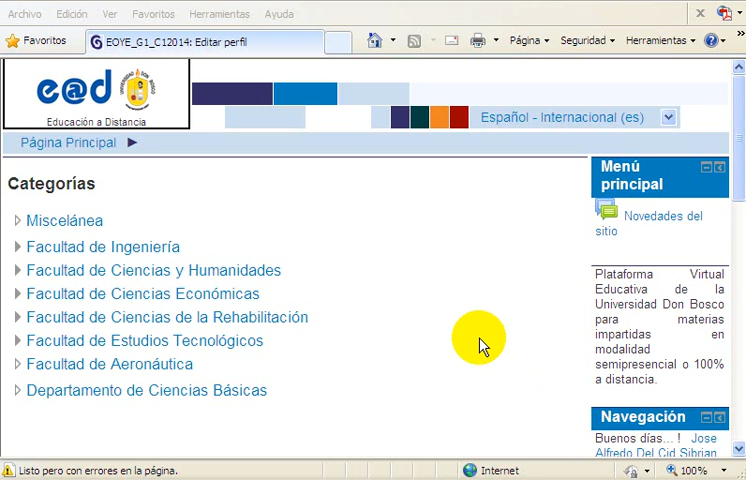 Archivo Edición Ver Favoritos Herramientas Ayuda
Favoritos EOYE_G1_C12014: Editar perfil Página Seguridad Herramientas
e@d
UNIVERSIDAD DON BOSCO
Educación a Distancia
Español - Internacional (es)
Página Principal
Categorías
Miscelánea
Facultad de Ingeniería
Facultad de Ciencias y Humanidades
Facultad de Ciencias Económicas
Facultad de Ciencias de la Rehabilitación
Facultad de Estudios Tecnológicos
Facultad de Aeronáutica
Departamento de Ciencias Básicas
Menú
principal
Novedades del
sitio
Plataforma Virtual
Educativa de la
Universidad Don Bosco
para materias
impartidas en
modalidad
semipresencial o 100%
a distancia.
Navegación
Buenos días... ! Jose
Alfredo Del Cid Sibrian
Listo pero con errores en la página. Internet 100%